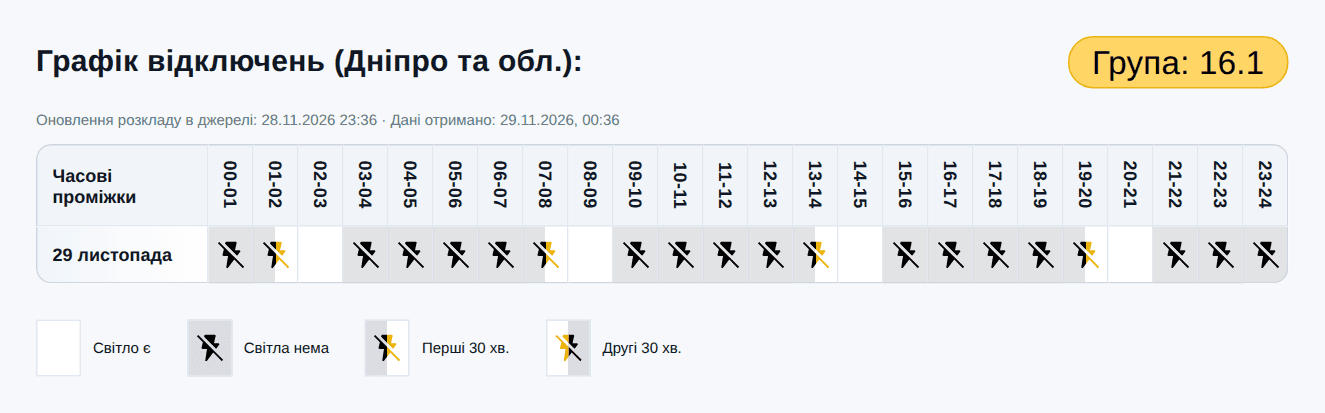 Графік відключень (Дніпро та обл.):
Група: 16.1
Оновлення розкладу в джерелі: 28.11.2026 23:36 · Дані отримано: 29.11.2026, 00:36
Часові
проміжки
00-01 01-02 02-03 03-04 04-05 05-06 06-07 07-08 08-09 09-10 10-11 11-12 12-13 13-14 14-15 15-16 16-17 17-18 18-19 19-20 20-21 21-22 22-23 23-24
29 листопада
Світло є
Світла нема
Перші 30 хв.
Другі 30 хв.